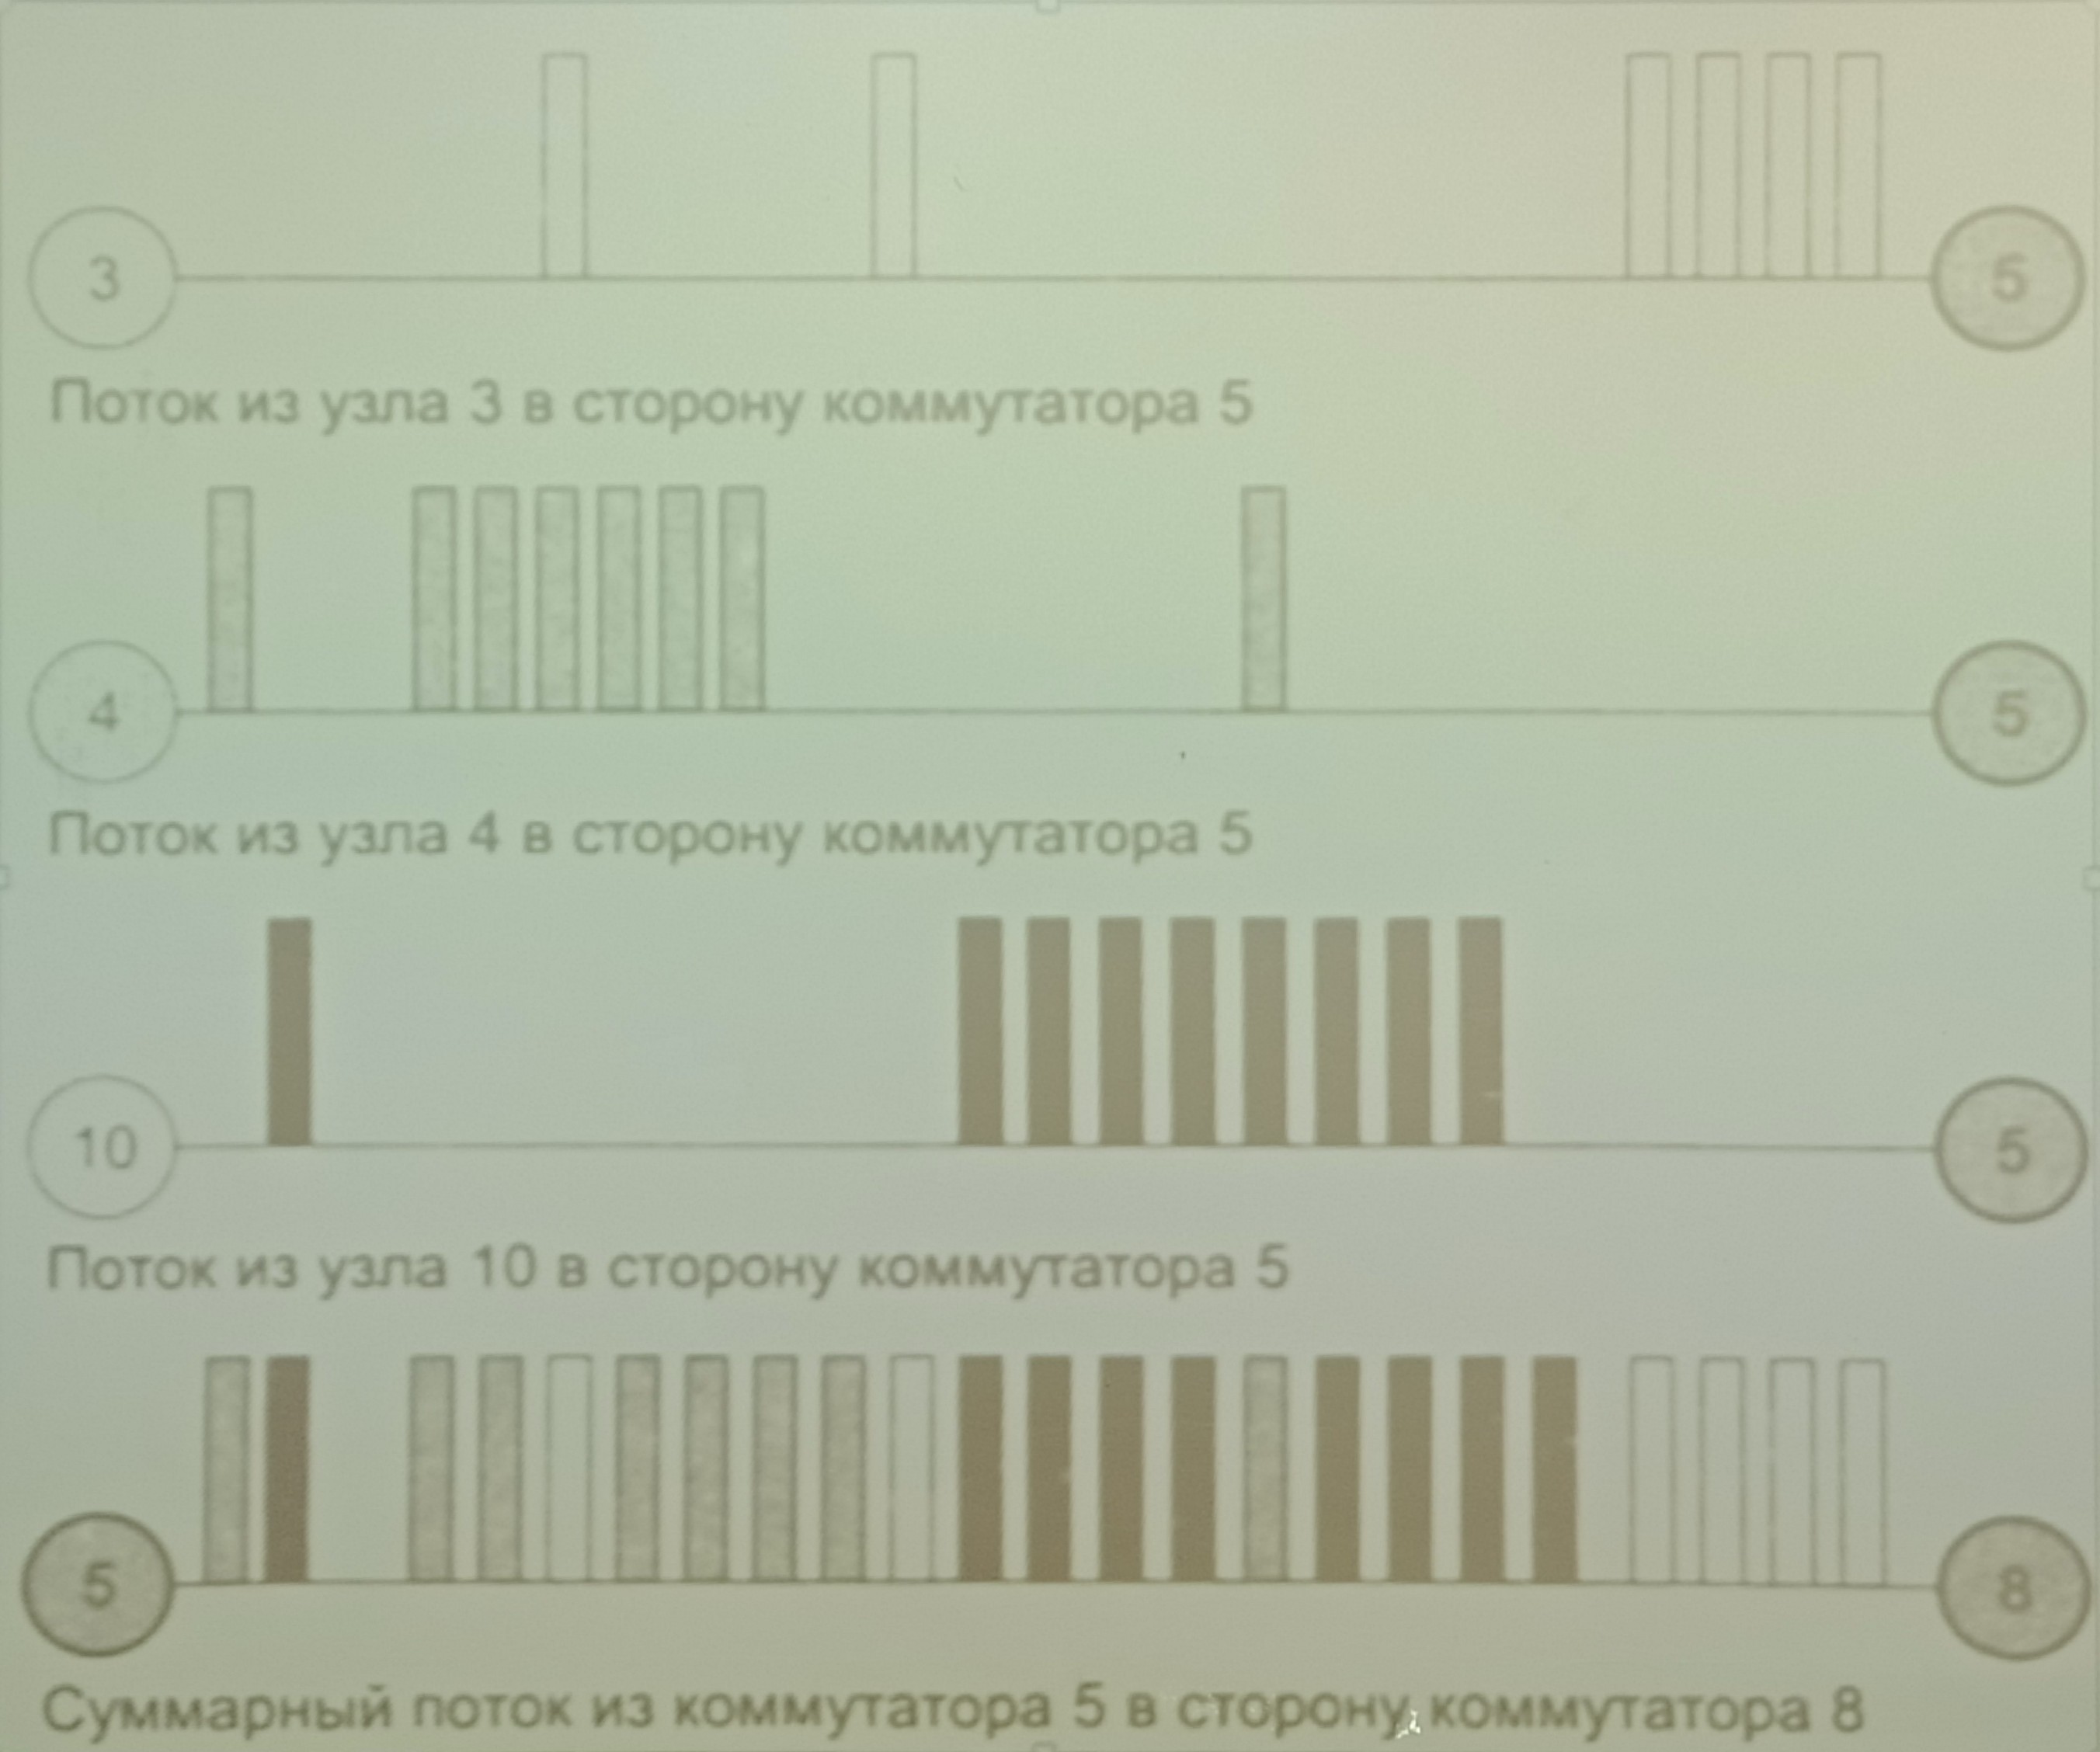 3 5
Поток из узла 3 в сторону коммутатора 5
4 5
Поток из узла 4 в сторону коммутатора 5
10 5
Поток из узла 10 в сторону коммутатора 5
5 8
Суммарный поток из коммутатора 5 в сторону коммутатора 8